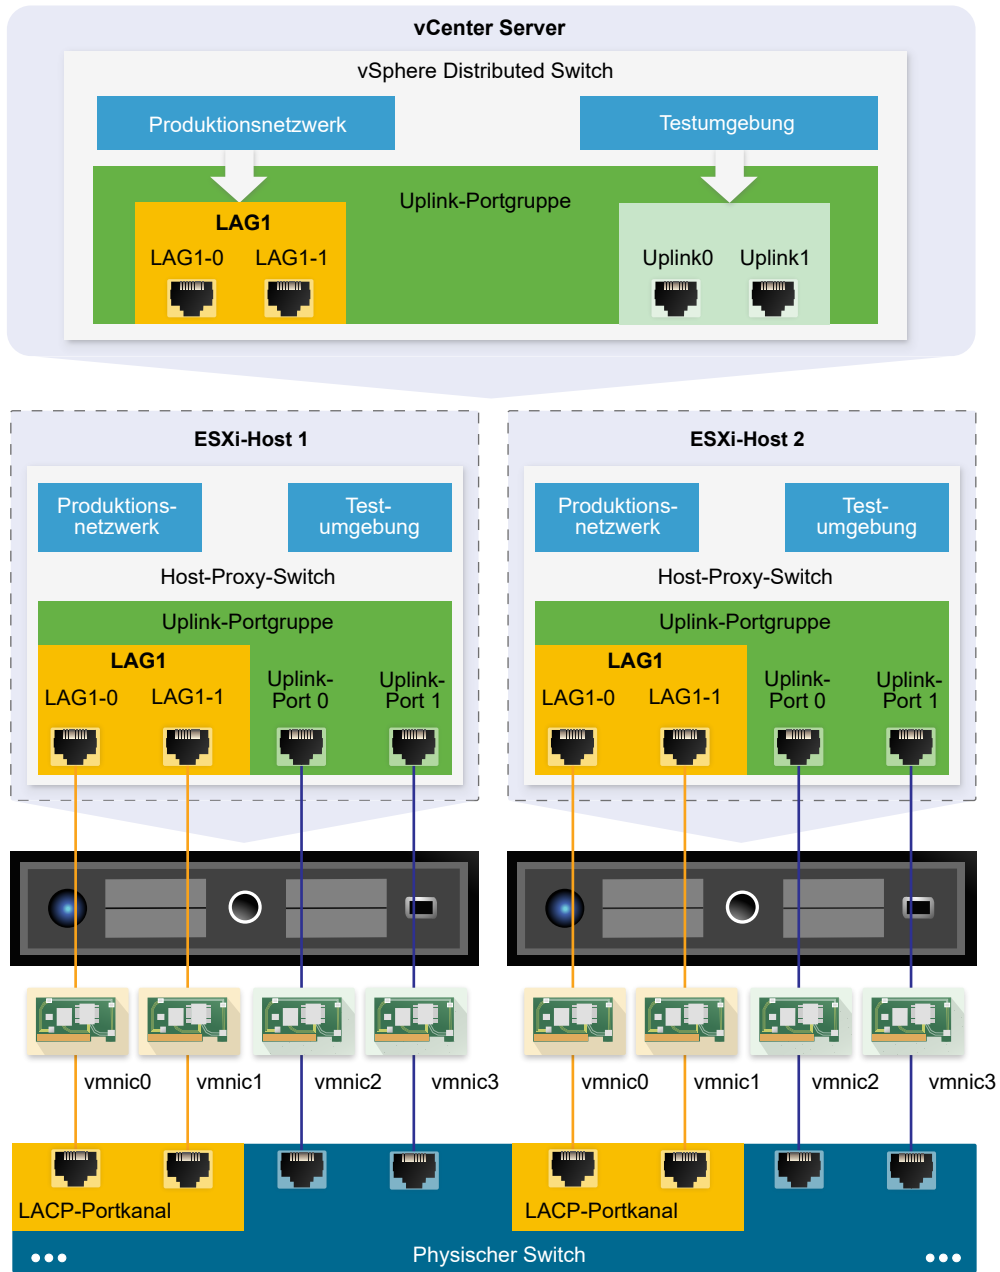 vCenter Server
vSphere Distributed Switch
Produktionsnetzwerk
Testumgebung
Uplink-Portgruppe
LAG1
LAG1-0
LAG1-1
Uplink0
Uplink1
ESXi-Host 1
Produktions-
netzwerk
Test-
umgebung
Host-Proxy-Switch
Uplink-Portgruppe
LAG1
LAG1-0
LAG1-1
Uplink-
Port 0
Uplink-
Port 1
ESXi-Host 2
Produktions-
netzwerk
Test-
umgebung
Host-Proxy-Switch
Uplink-Portgruppe
LAG1
LAG1-0
LAG1-1
Uplink-
Port 0
Uplink-
Port 1
vmnic0
vmnic1
vmnic2
vmnic3
vmnic0
vmnic1
vmnic2
vmnic3
LACP-Portkanal
LACP-Portkanal
Physischer Switch